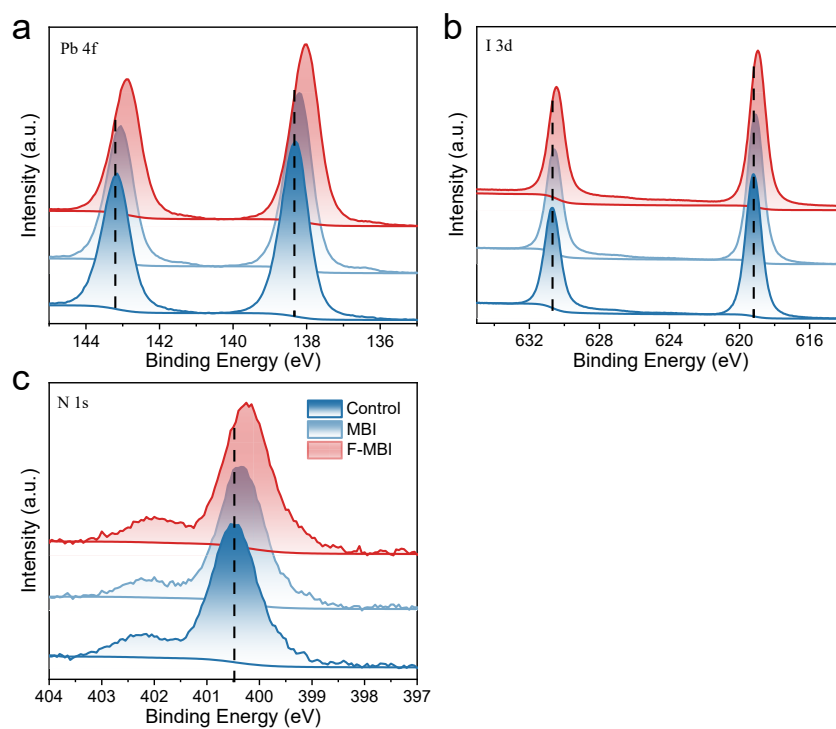 a
Pb 4f
Intensity (a.u.)
144 142 140 138 136
Binding Energy (eV)
b
I 3d
Intensity (a.u.)
632 628 624 620 616
Binding Energy (eV)
c
N 1s
Control
MBI
F-MBI
Intensity (a.u.)
404 403 402 401 400 399 398 397
Binding Energy (eV)